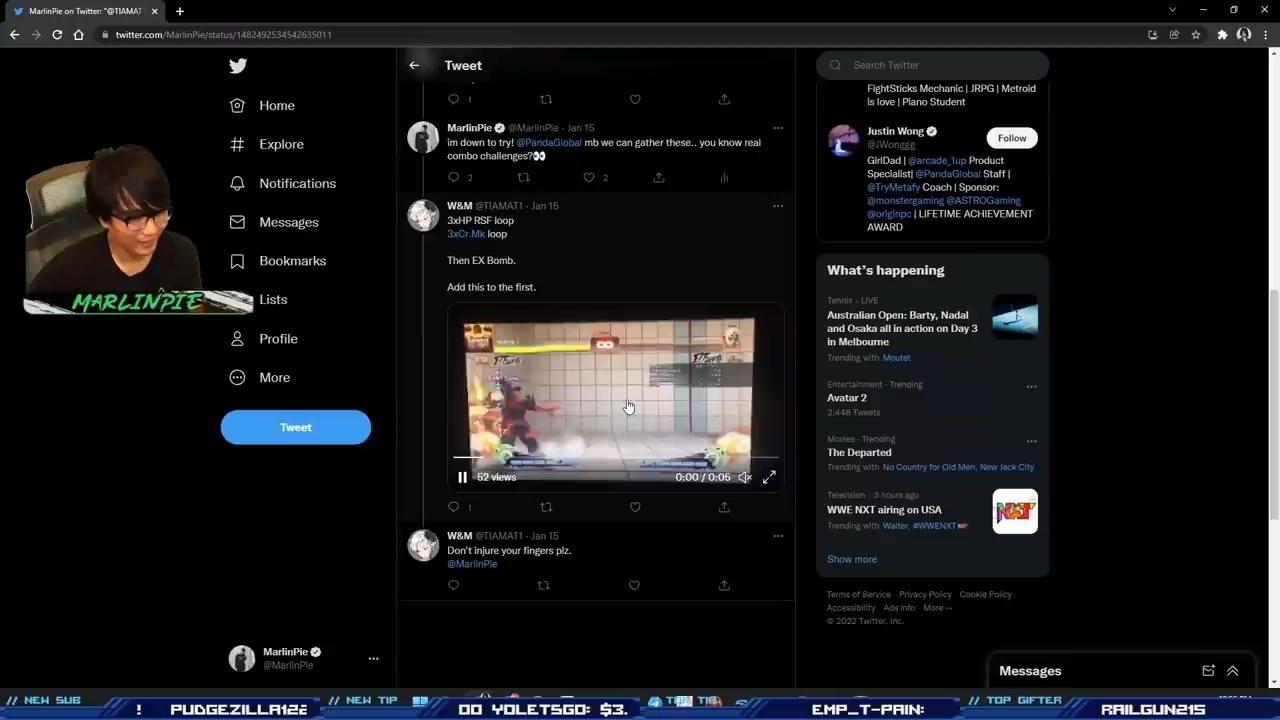 MarlinPie on Twitter: "@TIAMAT
twitter.com/MarlinPie/status/1482492534542635011
Home
Explore
Notifications
Messages
Bookmarks
Lists
Profile
More
Tweet
MarlinPie
@MarlinPie
MARLINPIE
Tweet
1
MarlinPie @MarlinPie · Jan 15
im down to try! @PandaGlobal mb we can gather these.. you know real
combo challenges?👀
2
2
W&M @TIAMAT1 · Jan 15
3xHP RSF loop
3xCr.Mk loop
Then EX Bomb.
Add this to the first.
52 views
0:00 / 0:05
1
W&M @TIAMAT1 · Jan 15
Don't injure your fingers plz.
@MarlinPie
Search Twitter
FightSticks Mechanic | JRPG | Metroid
is love | Piano Student
Justin Wong
@JWonggg
Follow
GirlDad | @arcade_1up Product
Specialist| @PandaGlobal Staff |
@TryMetafy Coach | Sponsor:
@monstergaming @ASTROGaming
@originpc | LIFETIME ACHIEVEMENT
AWARD
What's happening
Tennis · LIVE
Australian Open: Barty, Nadal
and Osaka all in action on Day 3
in Melbourne
Trending with Moutet
Entertainment · Trending
Avatar 2
2,448 Tweets
Movies · Trending
The Departed
Trending with No Country for Old Men, New Jack City
Television · 3 hours ago
WWE NXT airing on USA
Trending with Walter, #WWENXT
NXT
Show more
Terms of Service Privacy Policy Cookie Policy
Accessibility Ads info More ···
© 2022 Twitter, Inc.
Messages
// NEW SUB
// NEW TIP
// TOP GIFTER
! PUDGEZILLA122
OO YOLETSGO: $3.
EMP_T-PAIN:
RAILGUN215